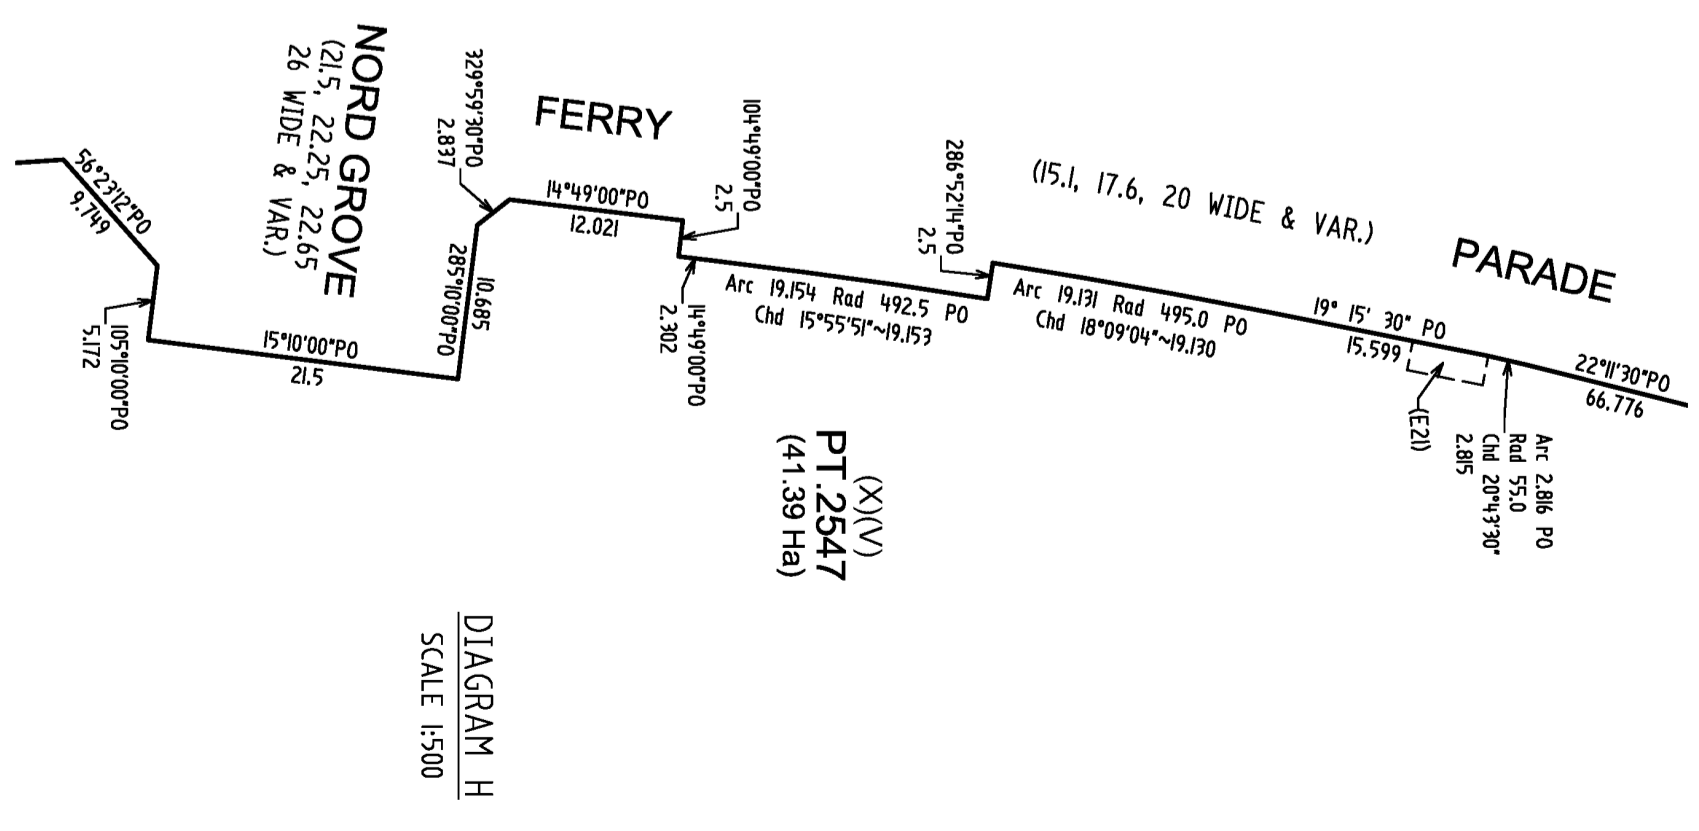 NORD GROVE
(21.5, 22.25, 22.65
26 WIDE & VAR.)
56°23'12"PO
9.749
105°10'00"PO
5.172
15°10'00"PO
21.5
10.685
285°10'00"PO
329°59'30"PO
2.837
FERRY
14°49'00"PO
12.021
104°49'00"PO
2.5
14°49'00"PO
2.302
Arc 19.154 Rad 492.5 PO
Chd 15°55'51"~19.153
286°52'14"PO
2.5
(15.1, 17.6, 20 WIDE & VAR.)
PARADE
Arc 19.131 Rad 495.0 PO
Chd 18°09'04"~19.130
19° 15' 30" PO
15.599
(E21)
22°11'30"PO
66.776
Arc 2.816 PO
Rad 55.0
Chd 20°43'30"
2.815
(X)(V)
PT.2547
(41.39 Ha)
DIAGRAM H
SCALE 1:500